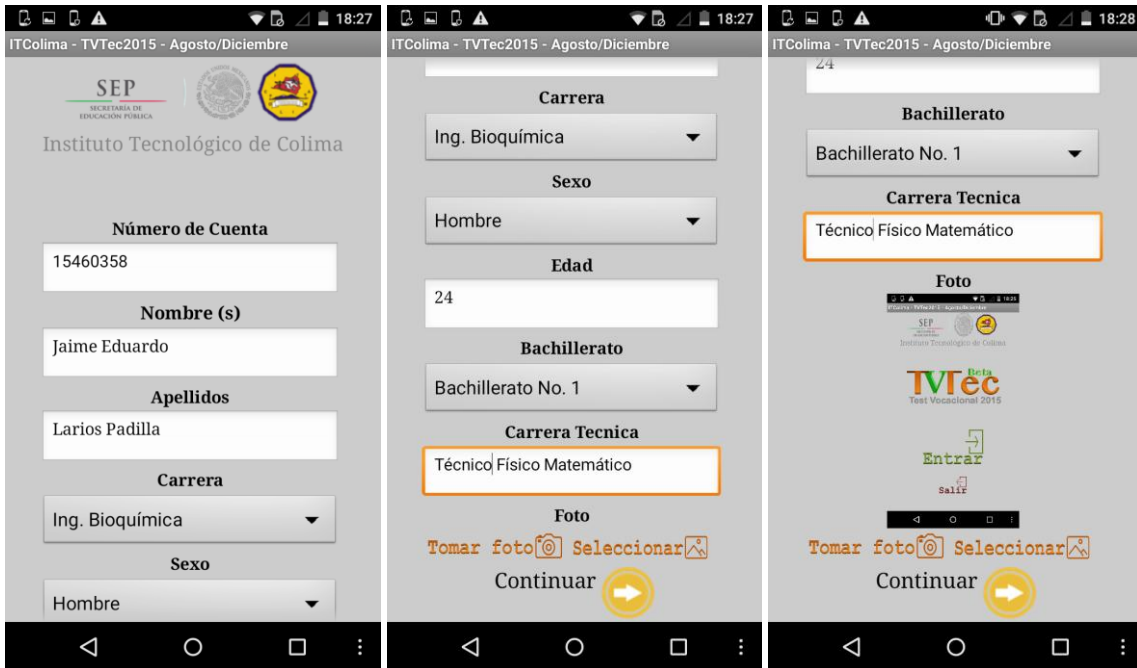 18:27
ITColima - TVTec2015 - Agosto/Diciembre
SEP
SECRETARÍA DE
EDUCACIÓN PÚBLICA
Instituto Tecnológico de Colima
Número de Cuenta
15460358
Nombre (s)
Jaime Eduardo
Apellidos
Larios Padilla
Carrera
Ing. Bioquímica
Sexo
Hombre
18:27
ITColima - TVTec2015 - Agosto/Diciembre
Carrera
Ing. Bioquímica
Sexo
Hombre
Edad
24
Bachillerato
Bachillerato No. 1
Carrera Tecnica
Técnico Físico Matemático
Foto
Tomar foto Seleccionar
Continuar
18:28
ITColima - TVTec2015 - Agosto/Diciembre
24
Bachillerato
Bachillerato No. 1
Carrera Tecnica
Técnico Físico Matemático
Foto
ITColima - TVTec2015 - Agosto/Diciembre
SEP
Instituto Tecnológico de Colima
Beta
TVTec
Test Vocacional 2015
Entrar
Salir
Tomar foto Seleccionar
Continuar